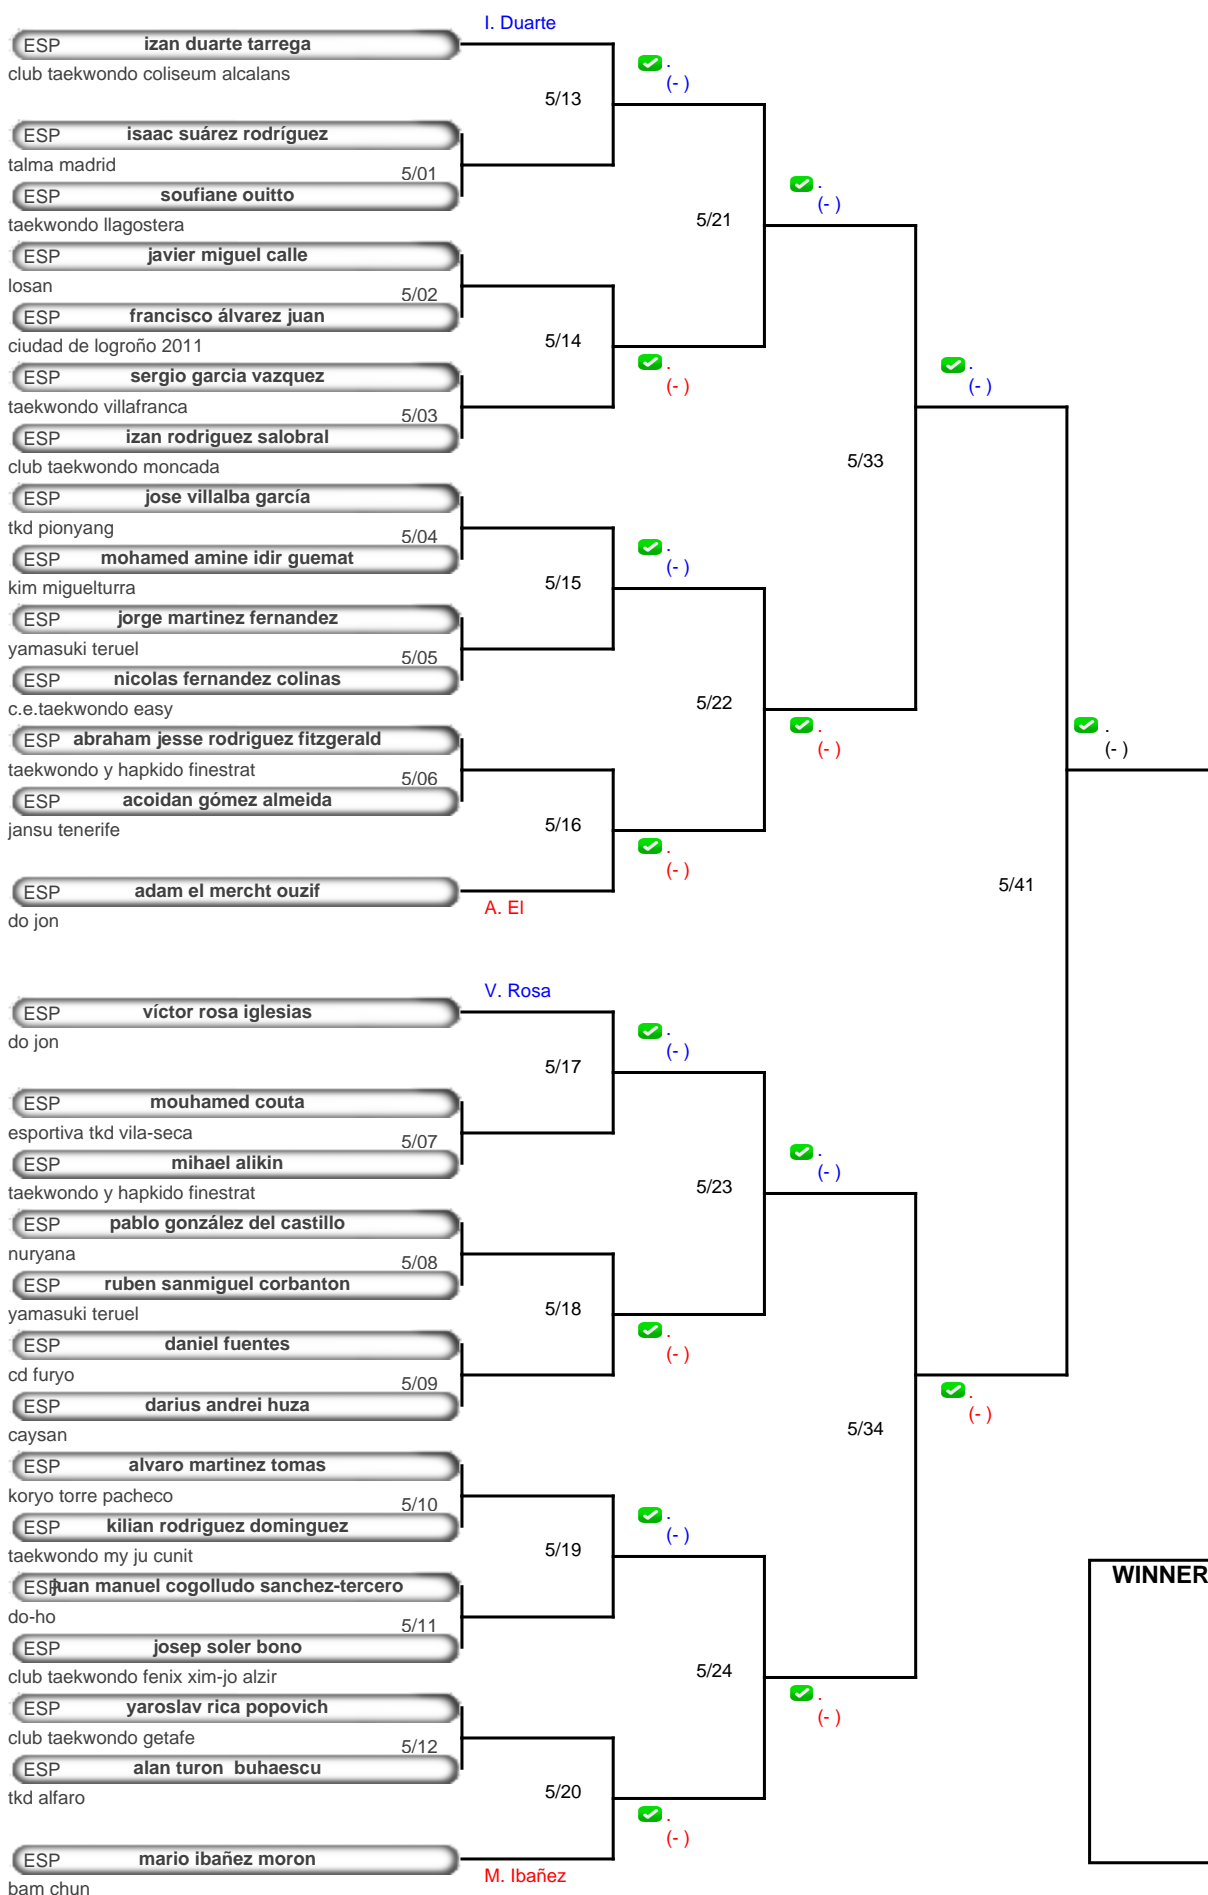 I. Duarte
ESP izan duarte tarrega
club taekwondo coliseum alcalans
.
(- )
5/13
ESP isaac suárez rodríguez
talma madrid
5/01
ESP soufiane ouitto
taekwondo llagostera
.
(- )
5/21
ESP javier miguel calle
losan
5/02
ESP francisco álvarez juan
ciudad de logroño 2011
5/14
.
(- )
ESP sergio garcia vazquez
taekwondo villafranca
5/03
ESP izan rodriguez salobral
club taekwondo moncada
.
(- )
5/33
ESP jose villalba garcía
tkd pionyang
5/04
ESP mohamed amine idir guemat
kim miguelturra
.
(- )
5/15
ESP jorge martinez fernandez
yamasuki teruel
5/05
ESP nicolas fernandez colinas
c.e.taekwondo easy
5/22
.
(- )
ESP abraham jesse rodriguez fitzgerald
taekwondo y hapkido finestrat
5/06
ESP acoidan gómez almeida
jansu tenerife
.
(- )
5/16
.
(- )
ESP adam el mercht ouzif
do jon
A. El
5/41
V. Rosa
ESP víctor rosa iglesias
do jon
.
(- )
5/17
ESP mouhamed couta
esportiva tkd vila-seca
5/07
ESP mihael alikin
taekwondo y hapkido finestrat
.
(- )
5/23
ESP pablo gonzález del castillo
nuryana
5/08
ESP ruben sanmiguel corbanton
yamasuki teruel
5/18
.
(- )
ESP daniel fuentes
cd furyo
5/09
ESP darius andrei huza
caysan
.
(- )
5/34
ESP alvaro martinez tomas
koryo torre pacheco
5/10
ESP kilian rodriguez dominguez
taekwondo my ju cunit
.
(- )
5/19
ESP juan manuel cogolludo sanchez-tercero
do-ho
5/11
ESP josep soler bono
club taekwondo fenix xim-jo alzir
5/24
.
(- )
ESP yaroslav rica popovich
club taekwondo getafe
5/12
ESP alan turon buhaescu
tkd alfaro
5/20
.
(- )
ESP mario ibañez moron
bam chun
M. Ibañez
WINNER